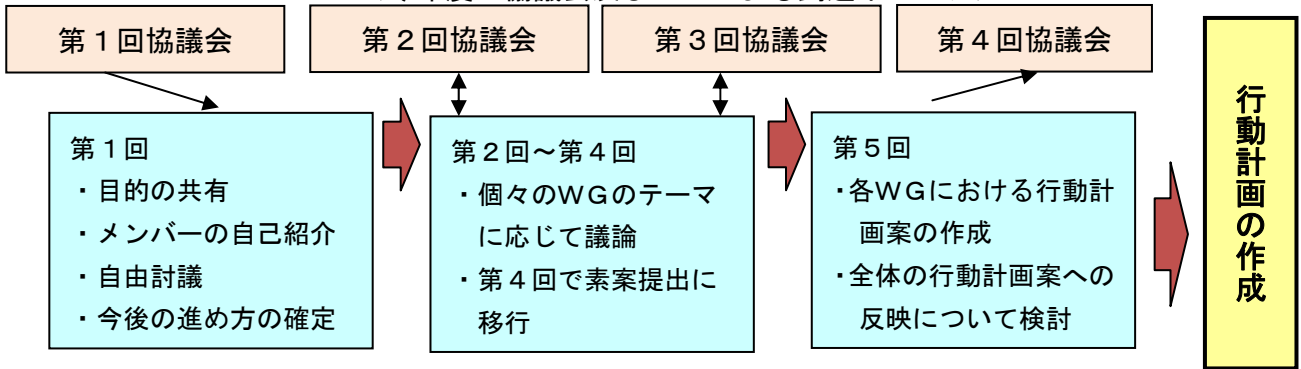 第１回協議会
第２回協議会
第３回協議会
第４回協議会
第１回
・目的の共有
・メンバーの自己紹介
・自由討議
・今後の進め方の確定
第２回～第４回
・個々のＷＧのテーマ
に応じて議論
・第４回で素案提出に
移行
第５回
・各ＷＧにおける行動計
画案の作成
・全体の行動計画案への
反映について検討
行動計画の作成